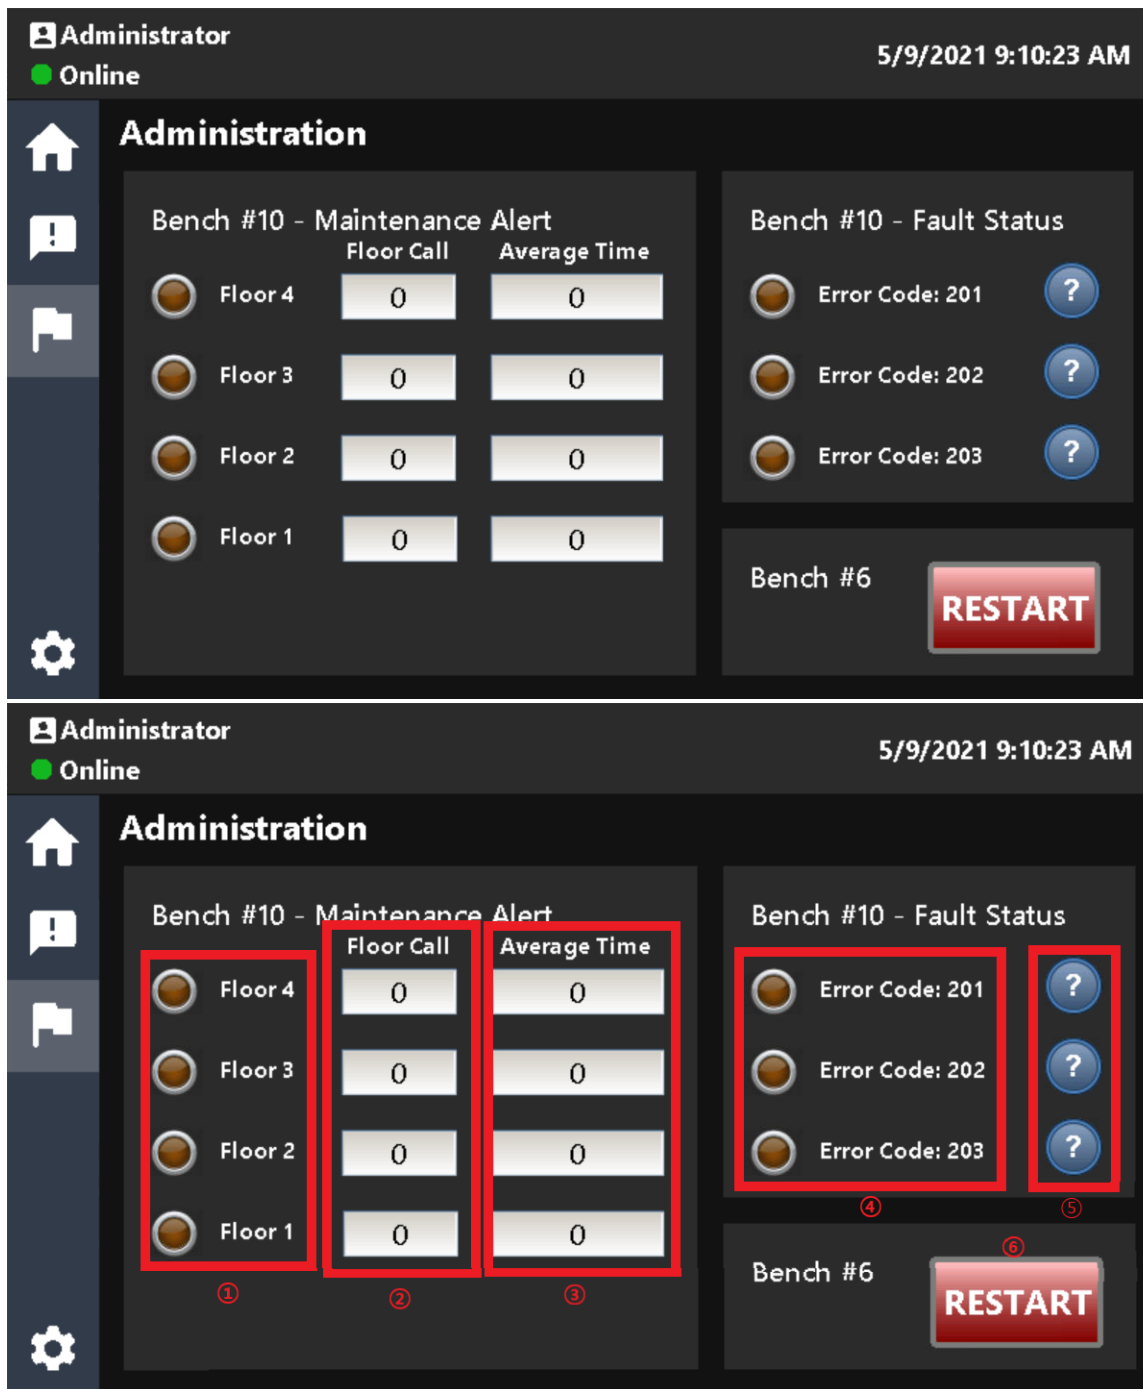 Administrator
Online
5/9/2021 9:10:23 AM
Administration
Bench #10 - Maintenance Alert
Floor Call Average Time
Floor 4 0 0
Floor 3 0 0
Floor 2 0 0
Floor 1 0 0
Bench #10 - Fault Status
Error Code: 201 ?
Error Code: 202 ?
Error Code: 203 ?
Bench #6 RESTART
Administrator
Online
5/9/2021 9:10:23 AM
Administration
Bench #10 - Maintenance Alert
Floor Call Average Time
Floor 4 0 0
Floor 3 0 0
Floor 2 0 0
Floor 1 0 0
① ② ③
Bench #10 - Fault Status
Error Code: 201 ?
Error Code: 202 ?
Error Code: 203 ?
④ ⑤
⑥
Bench #6 RESTART